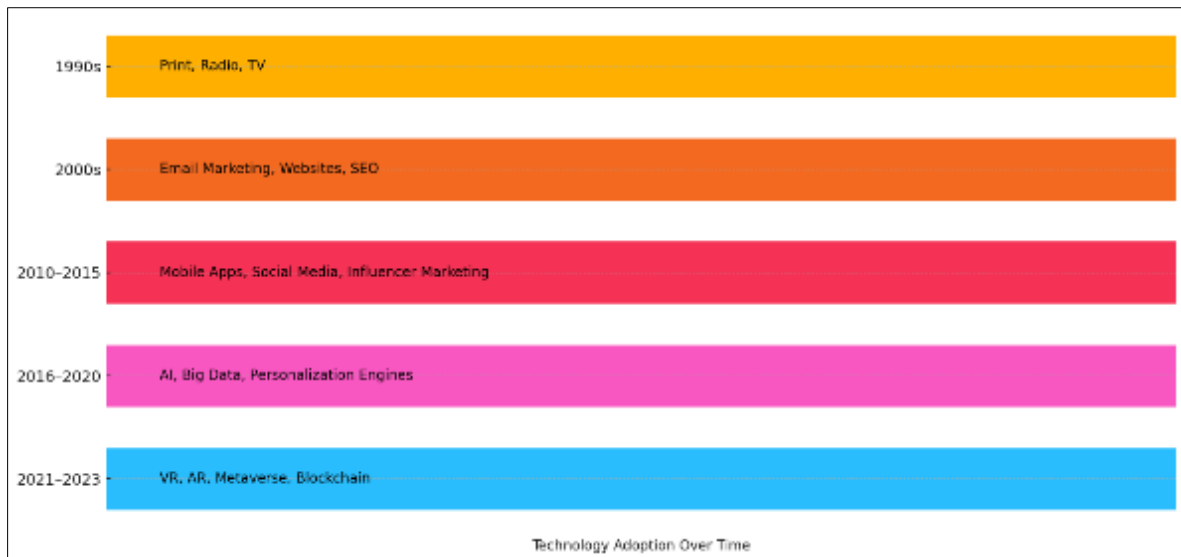 1990s
Print, Radio, TV
2000s
Email Marketing, Websites, SEO
2010–2015
Mobile Apps, Social Media, Influencer Marketing
2016–2020
AI, Big Data, Personalization Engines
2021–2023
VR, AR, Metaverse, Blockchain
Technology Adoption Over Time